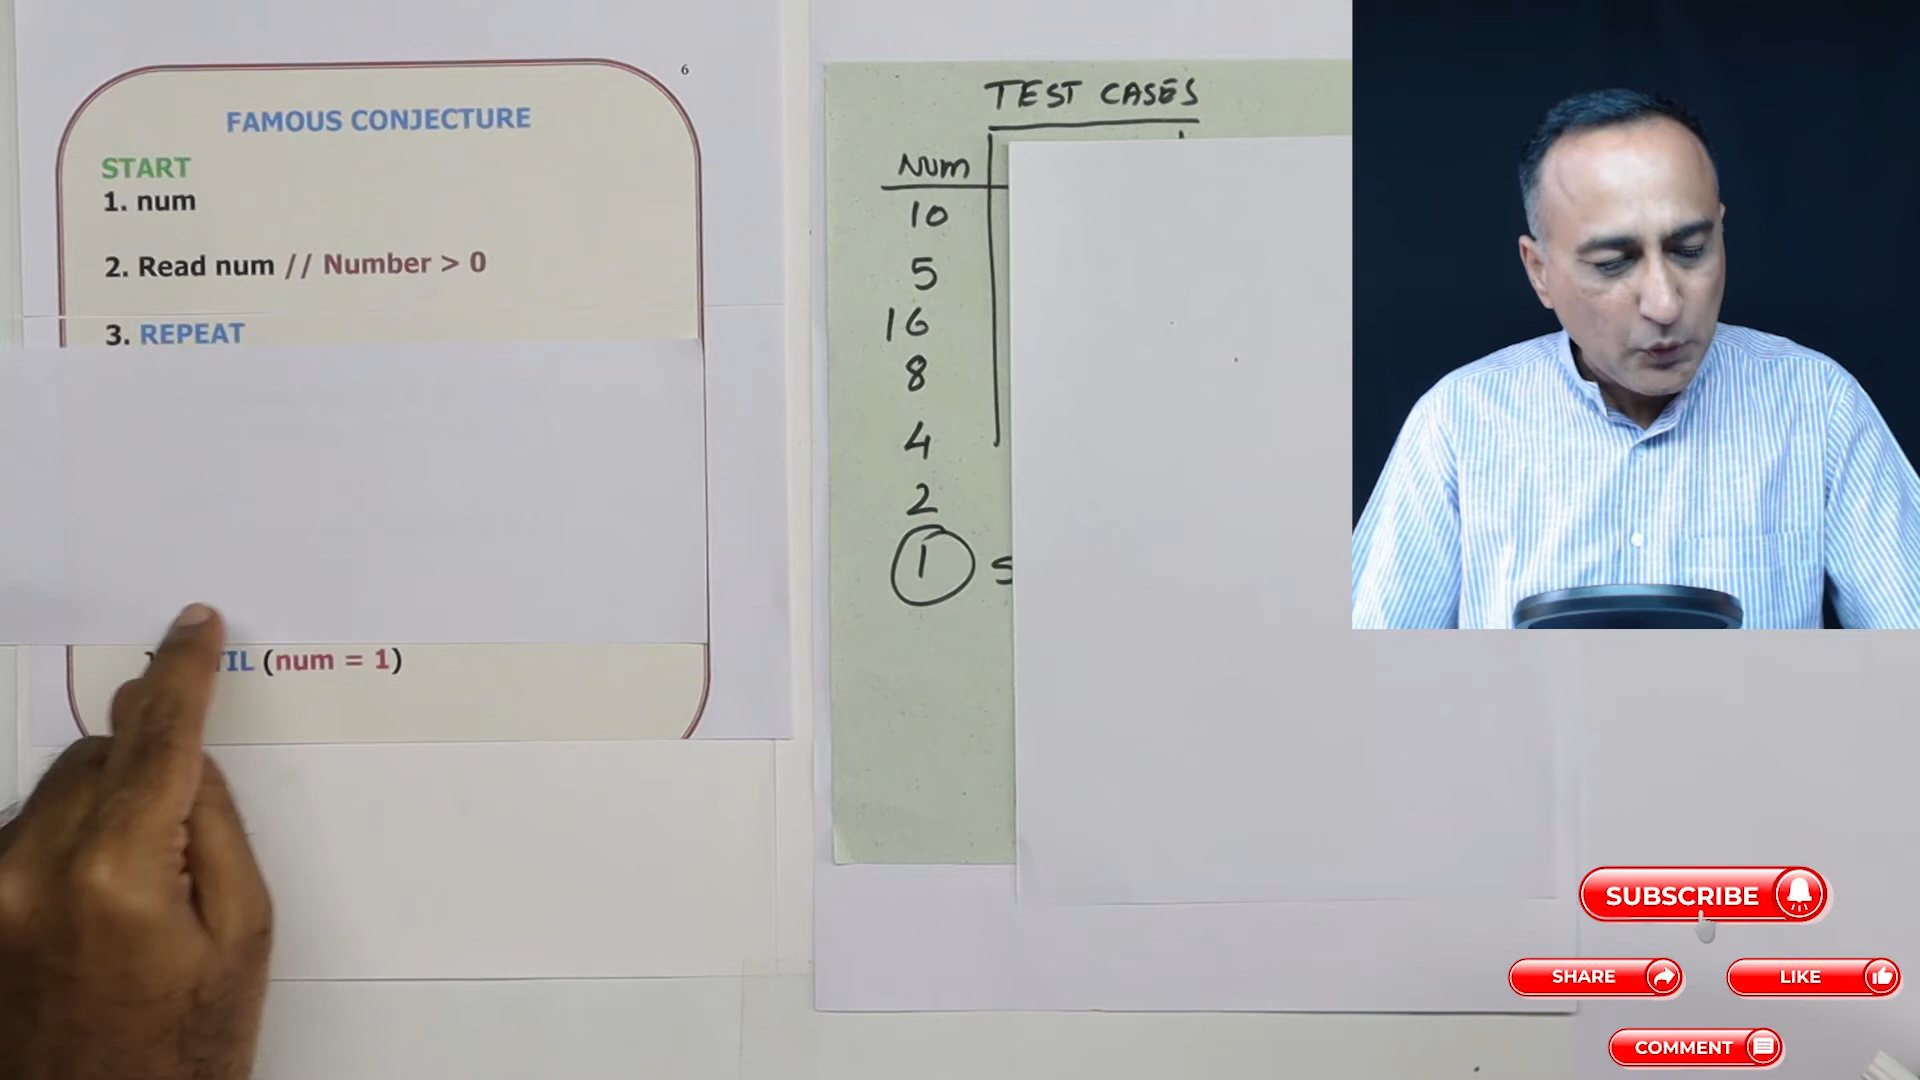 6
FAMOUS CONJECTURE
START
1. num
2. Read num // Number > 0
3. REPEAT
(num = 1)
TEST CASES
Num
10
5
16
8
4
2
1 S
SUBSCRIBE
SHARE
LIKE
COMMENT